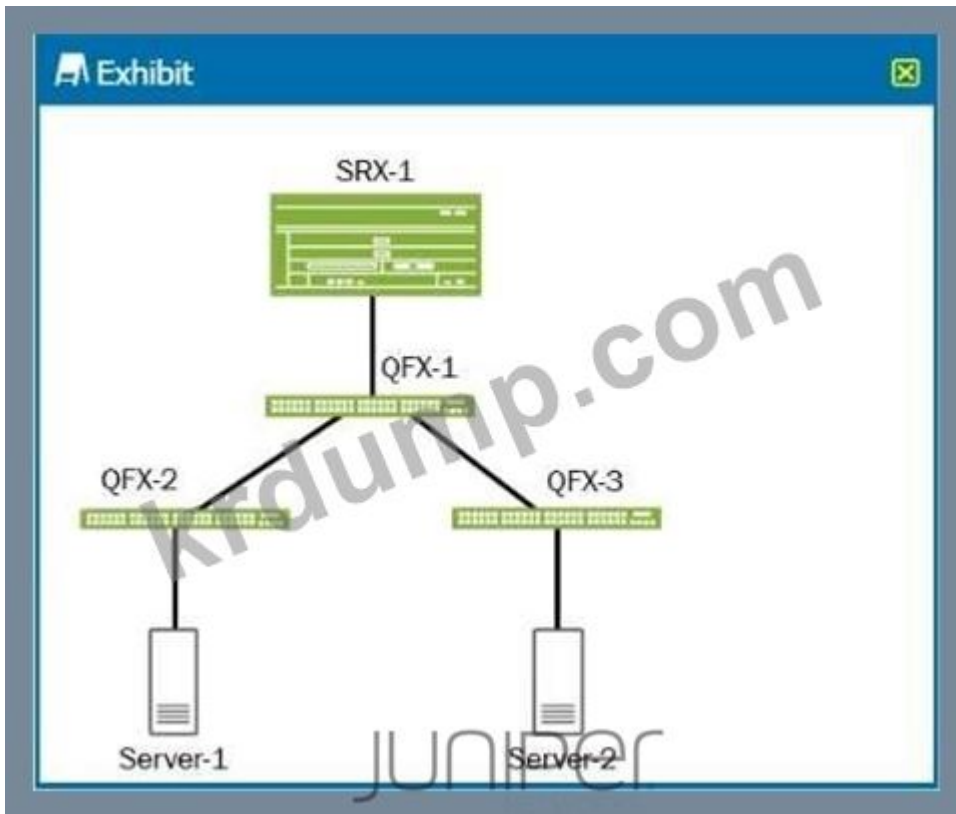 Exhibit
SRX-1
QFX-1
QFX-2
QFX-3
krdump.com
Server-1
Server-2
JUNIPER